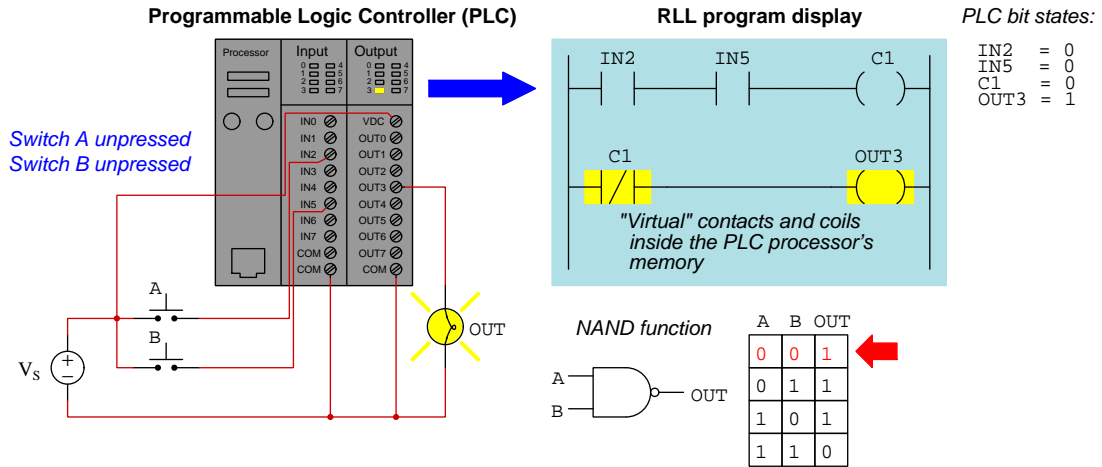 Programmable Logic Controller (PLC)
RLL program display
PLC bit states:
Processor
Input
Output
0 4
1 5
2 6
3 7
0 4
1 5
2 6
3 7
IN0
IN1
IN2
IN3
IN4
IN5
IN6
IN7
COM
COM
VDC
OUT0
OUT1
OUT2
OUT3
OUT4
OUT5
OUT6
OUT7
COM
Switch A unpressed
Switch B unpressed
IN2 IN5 C1
C1 OUT3
"Virtual" contacts and coils
inside the PLC processor's
memory
IN2 = 0
IN5 = 0
C1 = 0
OUT3 = 1
A
B
VS
+
−
OUT
NAND function
A
B
OUT
A B OUT
0 0 1
0 1 1
1 0 1
1 1 0